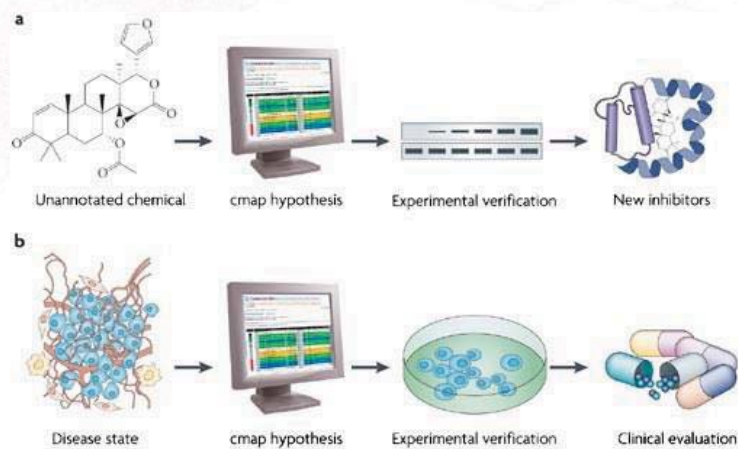 a
Unannotated chemical
cmap hypothesis
Experimental verification
New inhibitors
b
Disease state
cmap hypothesis
Experimental verification
Clinical evaluation
O
O
O
O
O
O
O